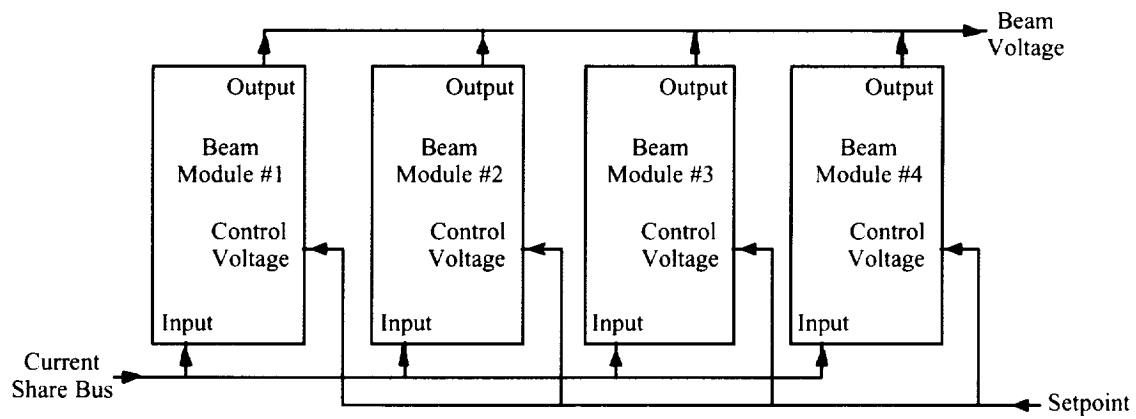 Beam
Voltage
Output
Output
Output
Output
Beam
Module #1
Beam
Module #2
Beam
Module #3
Beam
Module #4
Control
Voltage
Control
Voltage
Control
Voltage
Control
Voltage
Input
Input
Input
Input
Current
Share Bus
Setpoint